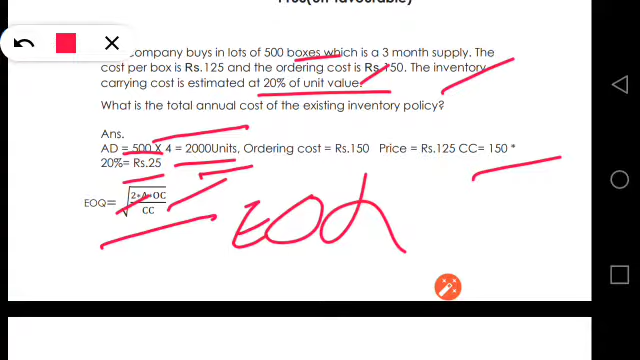 (off favourable)
company buys in lots of 500 boxes which is a 3 month supply. The
cost per box is Rs.125 and the ordering cost is Rs.150. The inventory
carrying cost is estimated at 20% of unit value.
What is the total annual cost of the existing inventory policy?
Ans.
AD = 500 X 4 = 2000Units, Ordering cost = Rs.150 Price = Rs.125 CC= 150 *
20%= Rs.25
EOQ= √2*A*OC
CC
EOQ